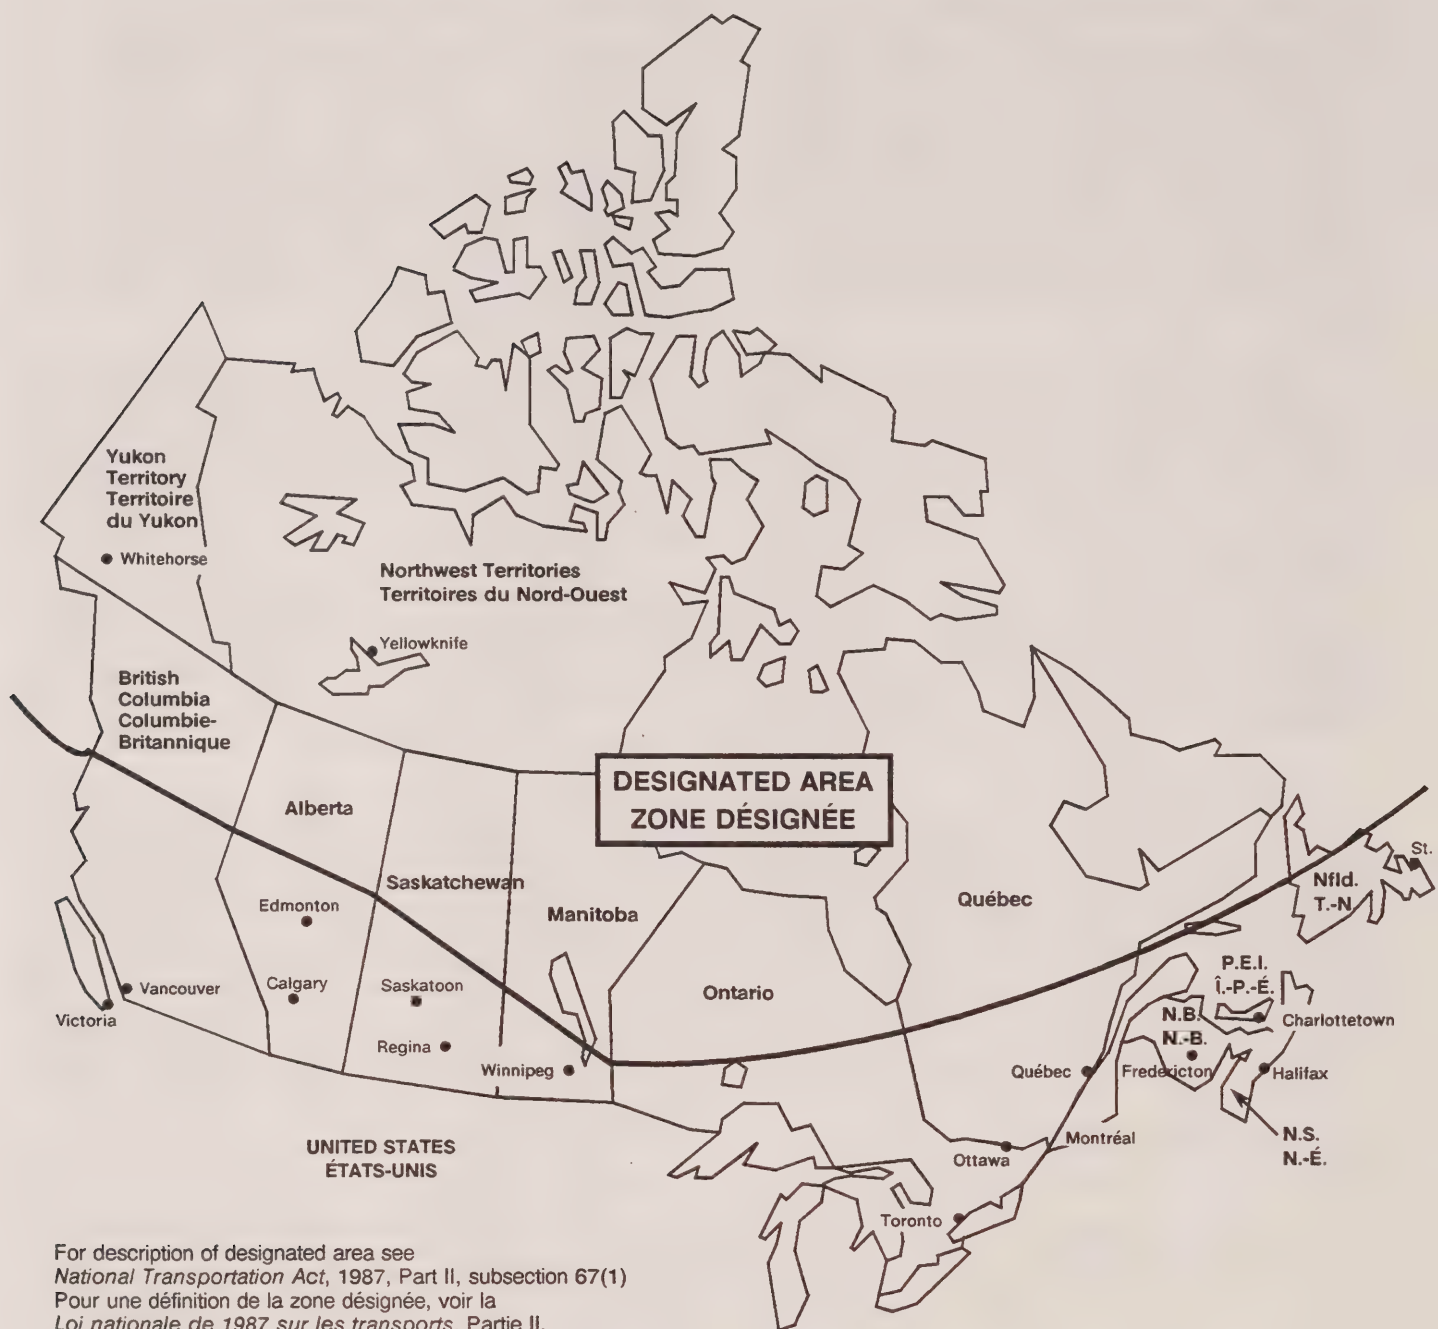 Yukon
Territory
Territoire
du Yukon
Whitehorse
Northwest Territories
Territoires du Nord-Ouest
Yellowknife
British
Columbia
Columbie-
Britannique
DESIGNATED AREA
ZONE DÉSIGNÉE
Alberta
Saskatchewan
Manitoba
Québec
Nfld.
T.-N.
St.
Edmonton
Calgary
Saskatoon
Ontario
P.E.I.
Î.-P.-É.
Vancouver
Victoria
Regina
Winnipeg
N.B.
N.-B.
Charlottetown
Québec
Fredericton
Halifax
UNITED STATES
ÉTATS-UNIS
Ottawa
Montréal
N.S.
N.-É.
Toronto
For description of designated area see
National Transportation Act, 1987, Part II, subsection 67(1)
Pour une définition de la zone désignée, voir la
Loi nationale de 1987 sur les transports, Partie II,